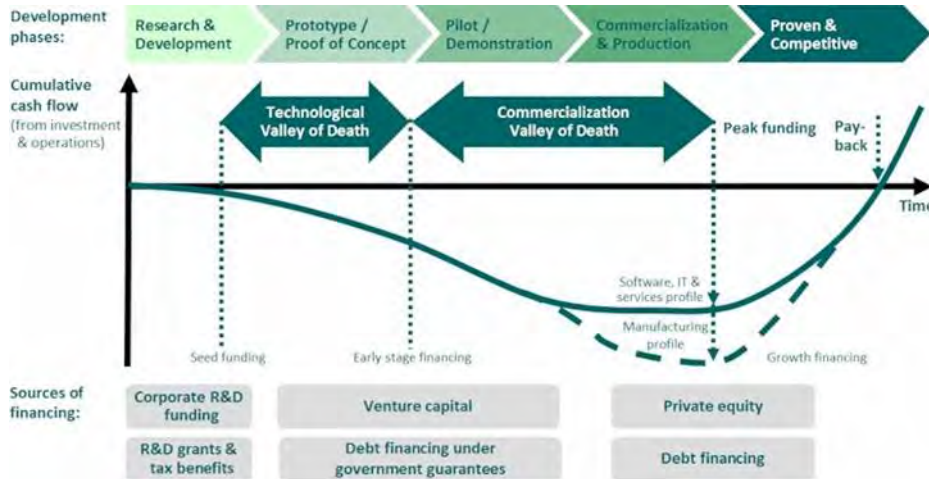 Development
phases:
Research &
Development
Prototype /
Proof of Concept
Pilot /
Demonstration
Commercialization
& Production
Proven &
Competitive
Cumulative
cash flow
(from investment
& operations)
Technological
Valley of Death
Commercialization
Valley of Death
Peak funding
Pay-
back
Time
Software, IT &
services profile
Manufacturing
profile
Seed funding
Early stage financing
Growth financing
Sources of
financing:
Corporate R&D
funding
Venture capital
Private equity
R&D grants &
tax benefits
Debt financing under
government guarantees
Debt financing